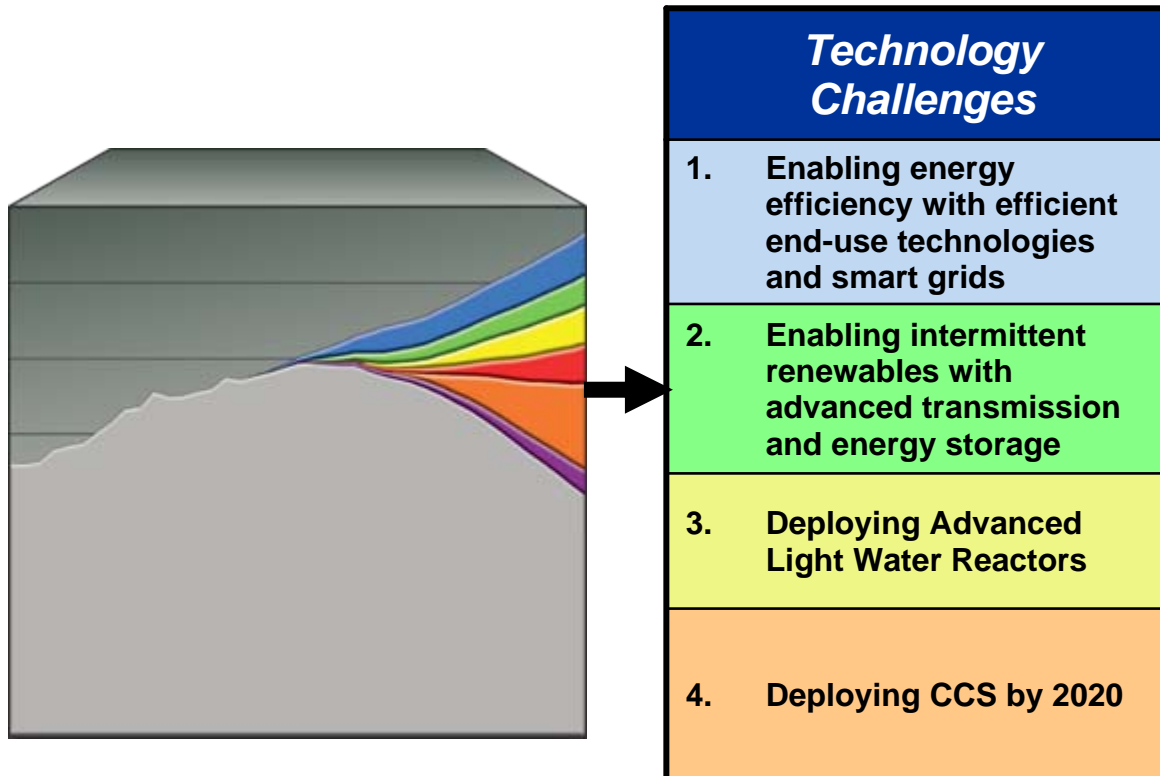 Technology
Challenges
1. Enabling energy
efficiency with efficient
end-use technologies
and smart grids
2. Enabling intermittent
renewables with
advanced transmission
and energy storage
3. Deploying Advanced
Light Water Reactors
4. Deploying CCS by 2020